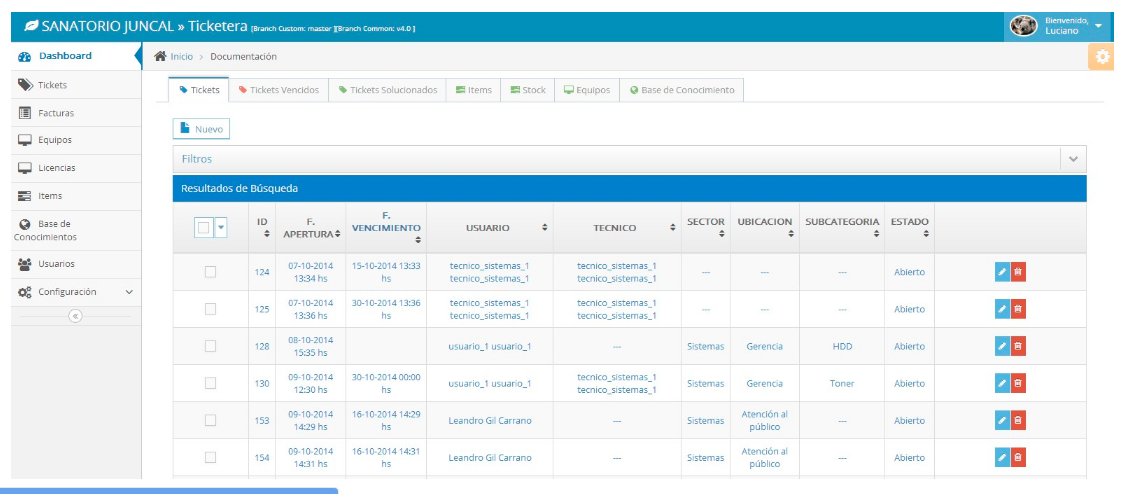 SANATORIO JUNCAL » Ticketera [Branch Custom: master ][Branch Common: v4.0 ]
Bienvenido,
Luciano
Dashboard
Inicio > Documentación
Tickets
Facturas
Equipos
Licencias
Items
Base de
Conocimientos
Usuarios
Configuración
Tickets Tickets Vencidos Tickets Solucionados Items Stock Equipos Base de Conocimiento
Nuevo
Filtros
Resultados de Búsqueda
ID F. APERTURA F. VENCIMIENTO USUARIO TECNICO SECTOR UBICACION SUBCATEGORIA ESTADO
124 07-10-2014 15-10-2014 13:33 tecnico_sistemas_1 tecnico_sistemas_1 --- --- --- Abierto
13:34 hs hs tecnico_sistemas_1 tecnico_sistemas_1
125 07-10-2014 30-10-2014 13:36 tecnico_sistemas_1 tecnico_sistemas_1 --- --- --- Abierto
13:36 hs hs tecnico_sistemas_1 tecnico_sistemas_1
128 08-10-2014 usuario_1 usuario_1 --- Sistemas Gerencia HDD Abierto
15:35 hs
130 09-10-2014 30-10-2014 00:00 usuario_1 usuario_1 tecnico_sistemas_1 Sistemas Gerencia Toner Abierto
12:30 hs hs tecnico_sistemas_1
153 09-10-2014 16-10-2014 14:29 Leandro Gil Carrano --- Sistemas Atención al --- Abierto
14:29 hs hs público
154 09-10-2014 16-10-2014 14:31 Leandro Gil Carrano --- Sistemas Atención al --- Abierto
14:31 hs hs público